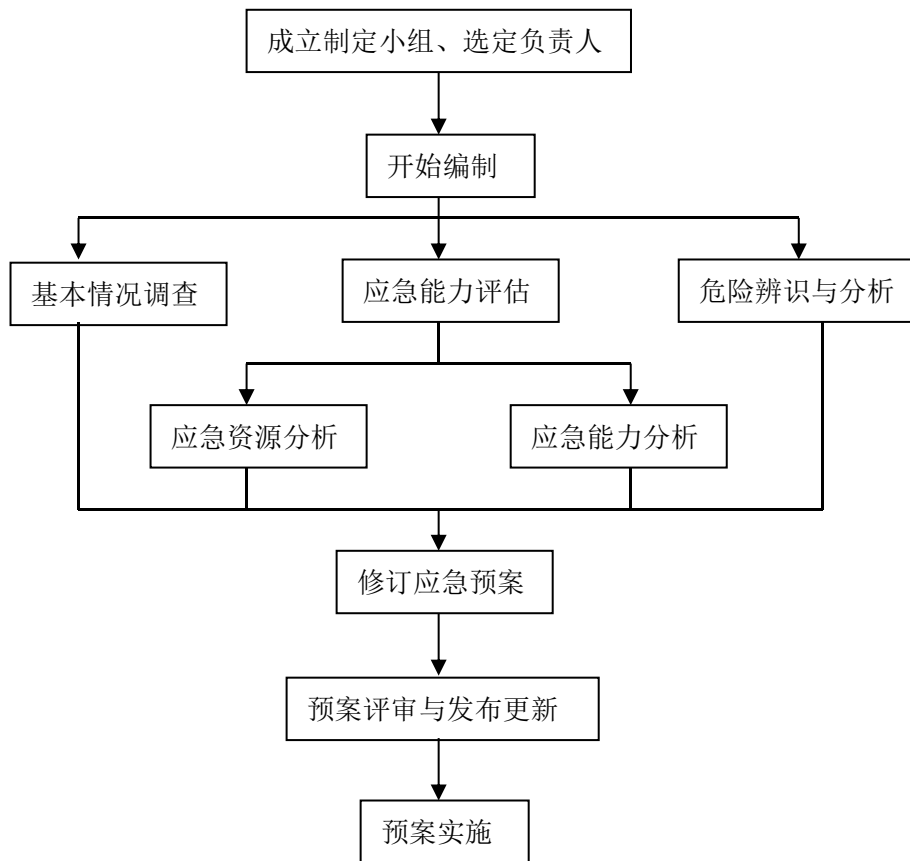 成立制定小组、选定负责人
开始编制
基本情况调查
应急能力评估
危险辨识与分析
应急资源分析
应急能力分析
修订应急预案
预案评审与发布更新
预案实施